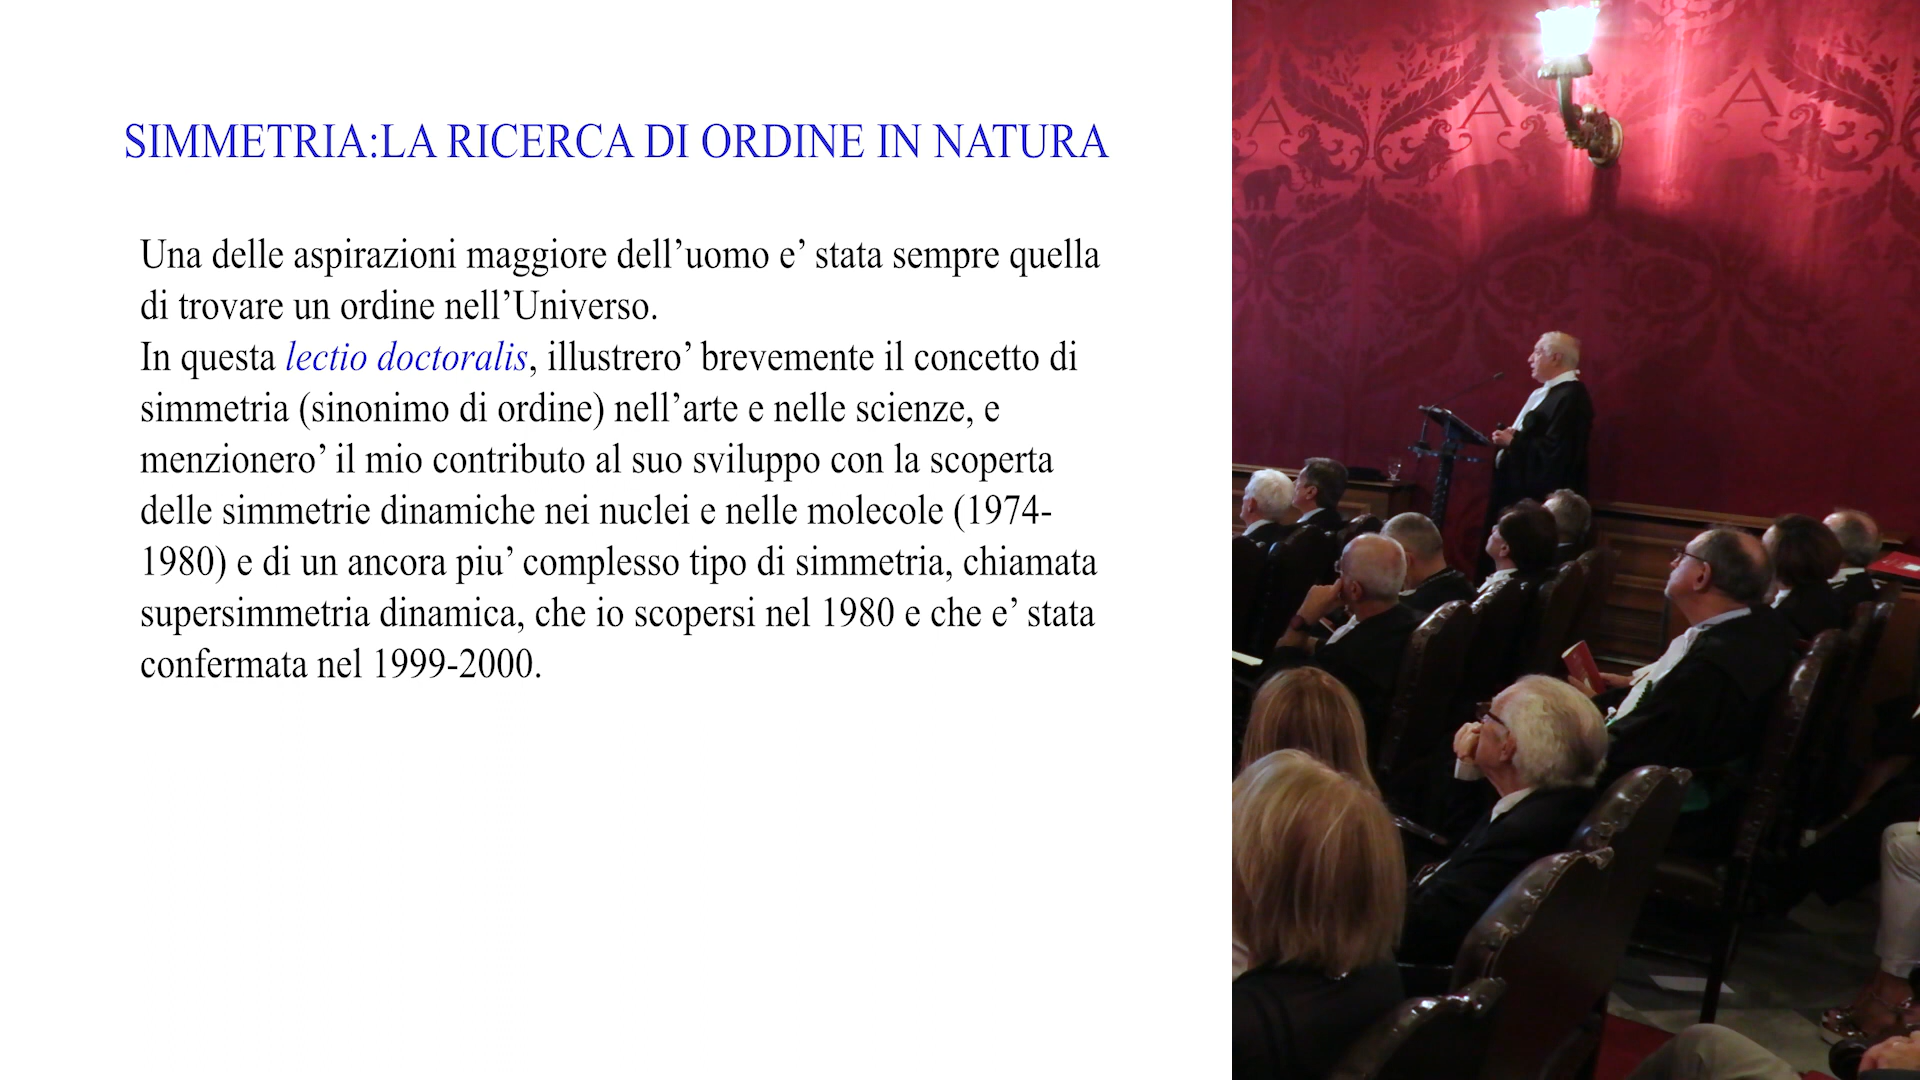 SIMMETRIA:LA RICERCA DI ORDINE IN NATURA
Una delle aspirazioni maggiore dell’uomo e’ stata sempre quella
di trovare un ordine nell’Universo.
In questa lectio doctoralis, illustrero’ brevemente il concetto di
simmetria (sinonimo di ordine) nell’arte e nelle scienze, e
menzionero’ il mio contributo al suo sviluppo con la scoperta
delle simmetrie dinamiche nei nuclei e nelle molecole (1974-
1980) e di un ancora piu’ complesso tipo di simmetria, chiamata
supersimmetria dinamica, che io scopersi nel 1980 e che e’ stata
confermata nel 1999-2000.
A A A